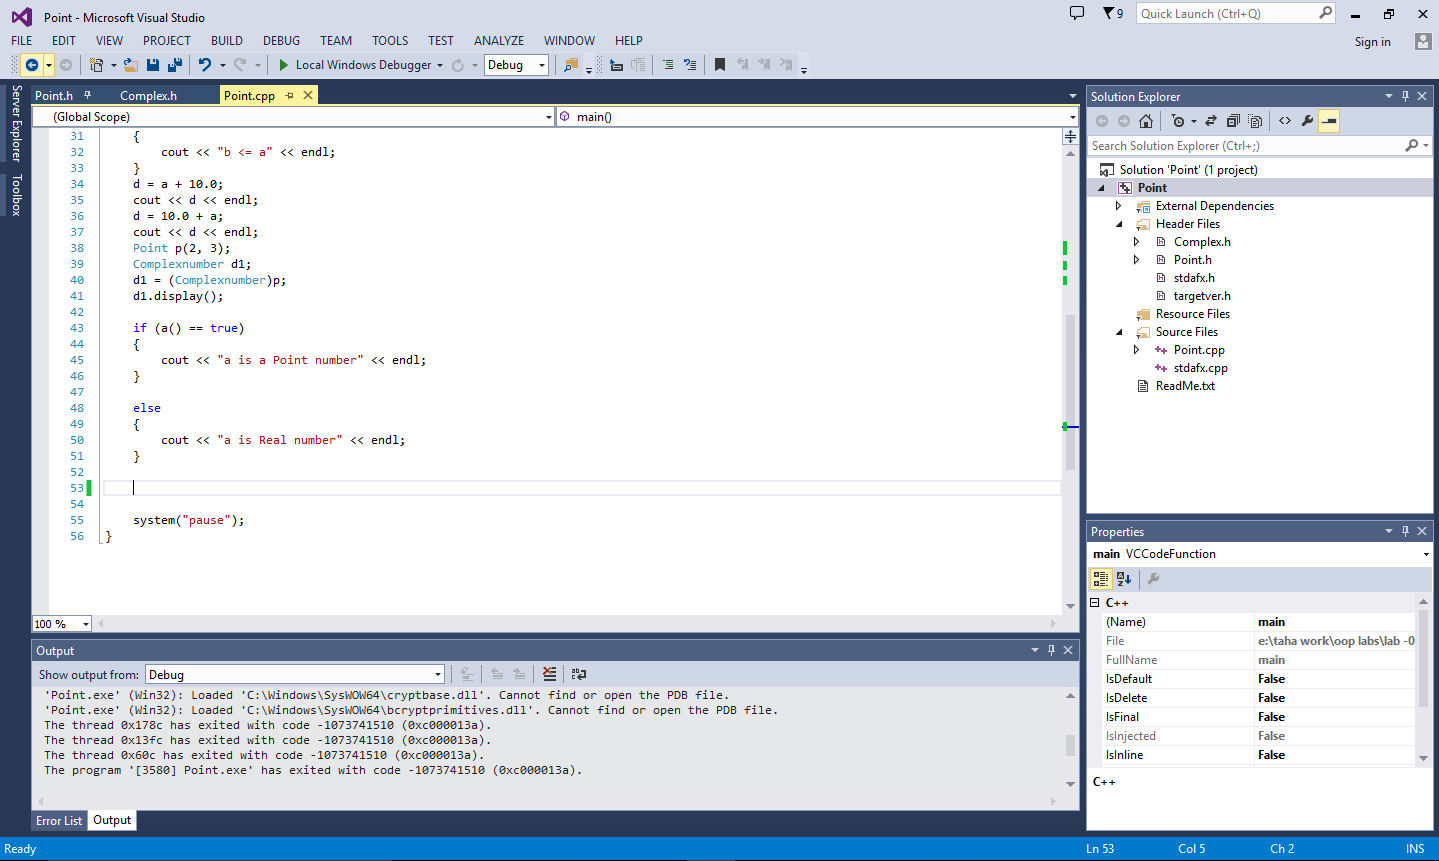 Point - Microsoft Visual Studio
9
Quick Launch (Ctrl+Q)
FILE EDIT VIEW PROJECT BUILD DEBUG TEAM TOOLS TEST ANALYZE WINDOW HELP
Sign in
Local Windows Debugger
Debug
Server Explorer
Toolbox
Point.h Complex.h Point.cpp
(Global Scope) main()
31 {
32 cout << "b <= a" << endl;
33 }
34 d = a + 10.0;
35 cout << d << endl;
36 d = 10.0 + a;
37 cout << d << endl;
38 Point p(2, 3);
39 Complexnumber d1;
40 d1 = (Complexnumber)p;
41 d1.display();
42
43 if (a() == true)
44 {
45 cout << "a is a Point number" << endl;
46 }
47
48 else
49 {
50 cout << "a is Real number" << endl;
51 }
52
53
54
55 system("pause");
56 }
100 %
Output
Show output from: Debug
'Point.exe' (Win32): Loaded 'C:\Windows\SysWOW64\cryptbase.dll'. Cannot find or open the PDB file.
'Point.exe' (Win32): Loaded 'C:\Windows\SysWOW64\bcryptprimitives.dll'. Cannot find or open the PDB file.
The thread 0x178c has exited with code -1073741510 (0xc000013a).
The thread 0x13fc has exited with code -1073741510 (0xc000013a).
The thread 0x60c has exited with code -1073741510 (0xc000013a).
The program '[3580] Point.exe' has exited with code -1073741510 (0xc000013a).
Error List Output
Solution Explorer
Search Solution Explorer (Ctrl+;)
Solution 'Point' (1 project)
Point
External Dependencies
Header Files
Complex.h
Point.h
stdafx.h
targetver.h
Resource Files
Source Files
Point.cpp
stdafx.cpp
ReadMe.txt
Properties
main VCCodeFunction
C++
(Name) main
File e:\taha work\oop labs\lab -0
FullName main
IsDefault False
IsDelete False
IsFinal False
IsInjected False
IsInline False
C++
Ready
Ln 53 Col 5 Ch 2 INS